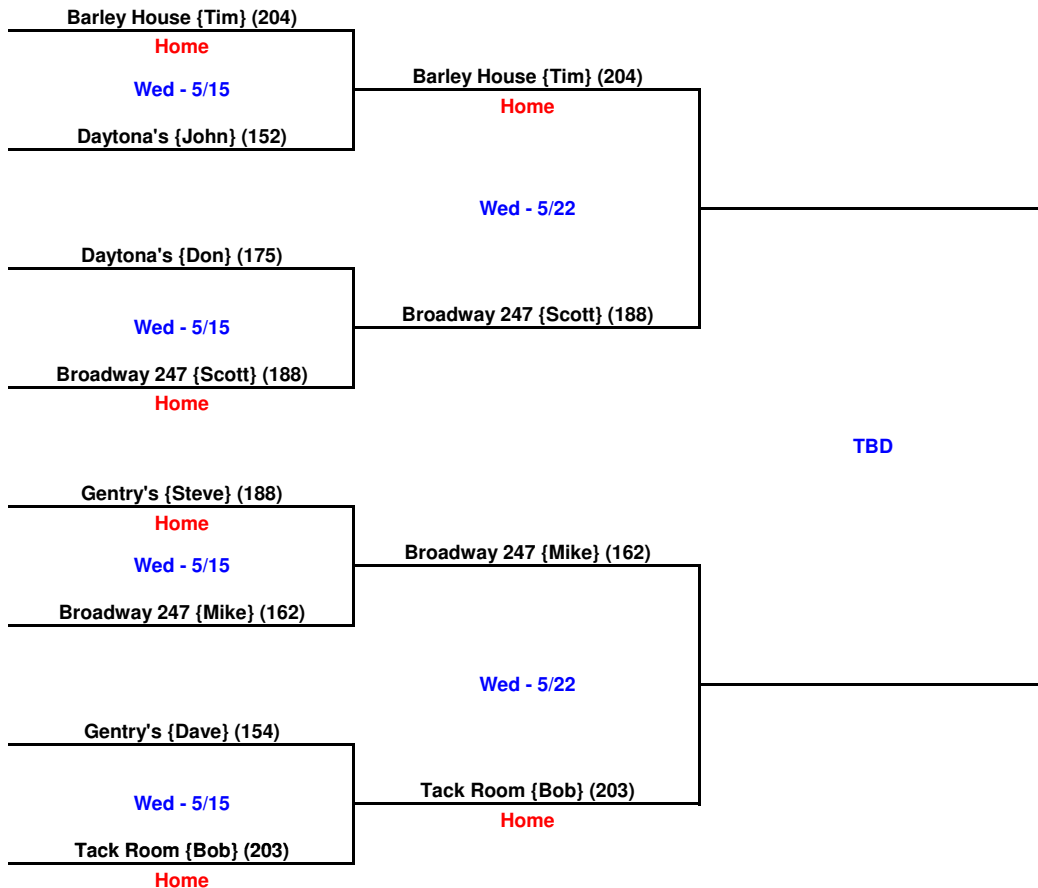 Barley House {Tim} (204)
Home
Wed - 5/15
Daytona's {John} (152)
Barley House {Tim} (204)
Home
Wed - 5/22
Daytona's {Don} (175)
Wed - 5/15
Broadway 247 {Scott} (188)
Home
Broadway 247 {Scott} (188)
TBD
Gentry's {Steve} (188)
Home
Wed - 5/15
Broadway 247 {Mike} (162)
Broadway 247 {Mike} (162)
Wed - 5/22
Gentry's {Dave} (154)
Wed - 5/15
Tack Room {Bob} (203)
Home
Tack Room {Bob} (203)
Home